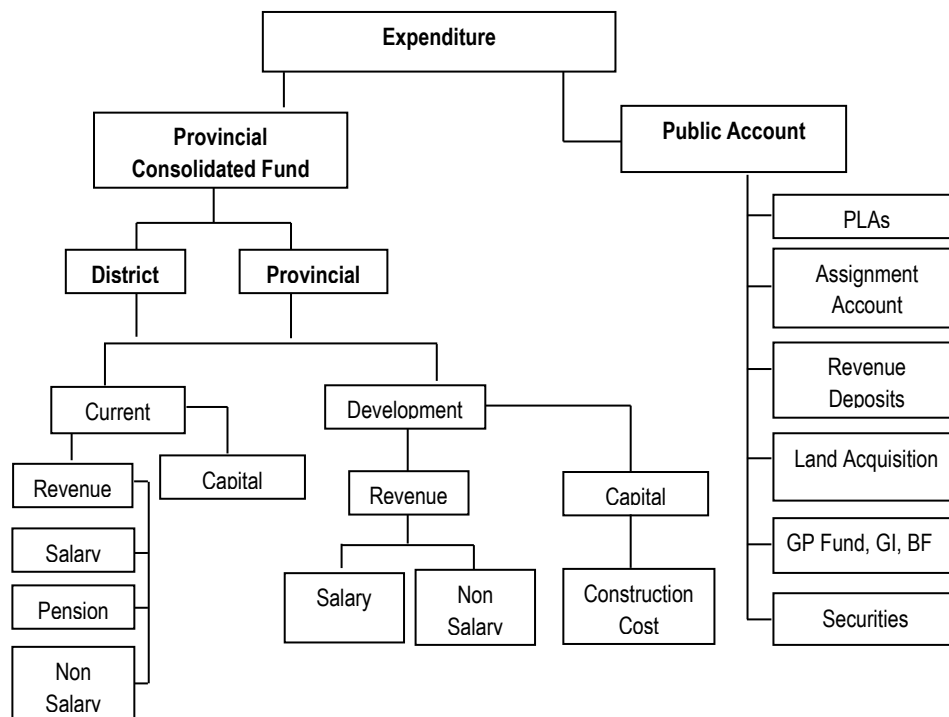 Expenditure
Provincial
Consolidated Fund
Public Account
District
Provincial
PLAs
Assignment
Account
Revenue
Deposits
Land Acquisition
GP Fund, GI, BF
Securities
Current
Development
Revenue
Capital
Salary
Pension
Non
Salary
Revenue
Capital
Salary
Non
Salary
Construction
Cost